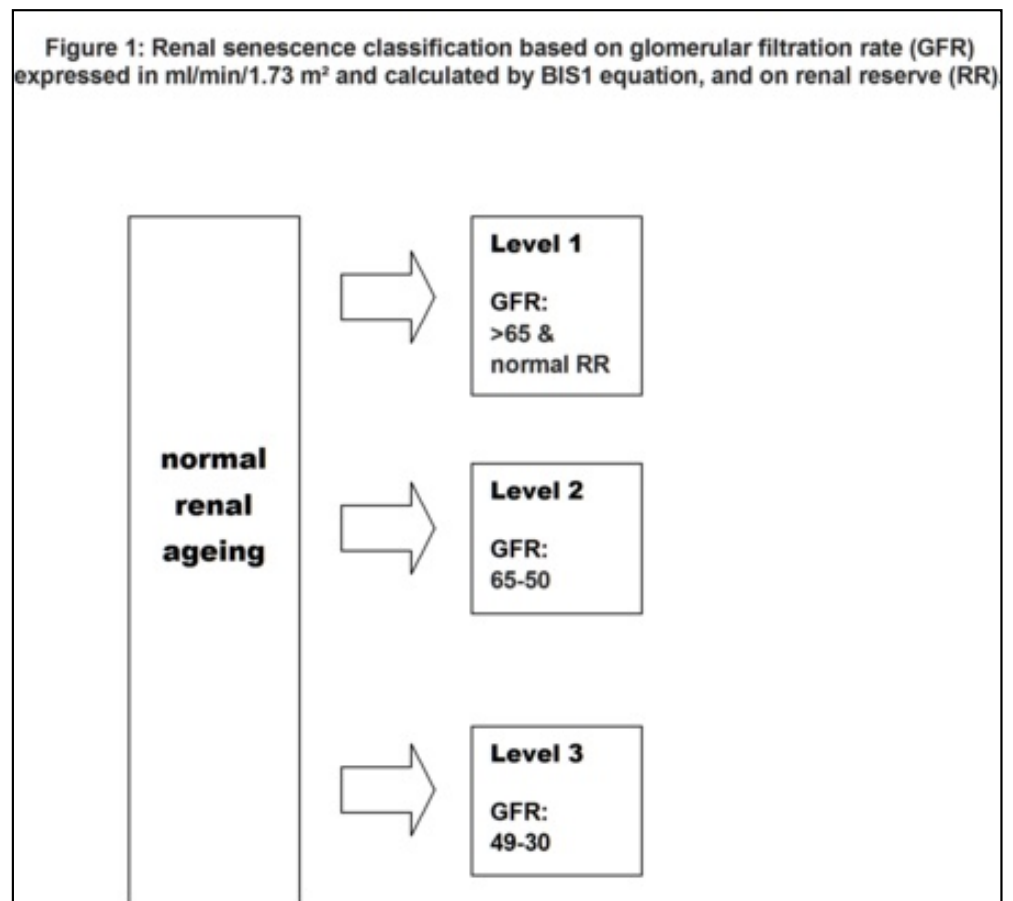 Figure 1: Renal senescence classification based on glomerular filtration rate (GFR)
expressed in ml/min/1.73 m² and calculated by BIS1 equation, and on renal reserve (RR)
normal
renal
ageing
Level 1
GFR:
>65 &
normal RR
Level 2
GFR:
65-50
Level 3
GFR:
49-30